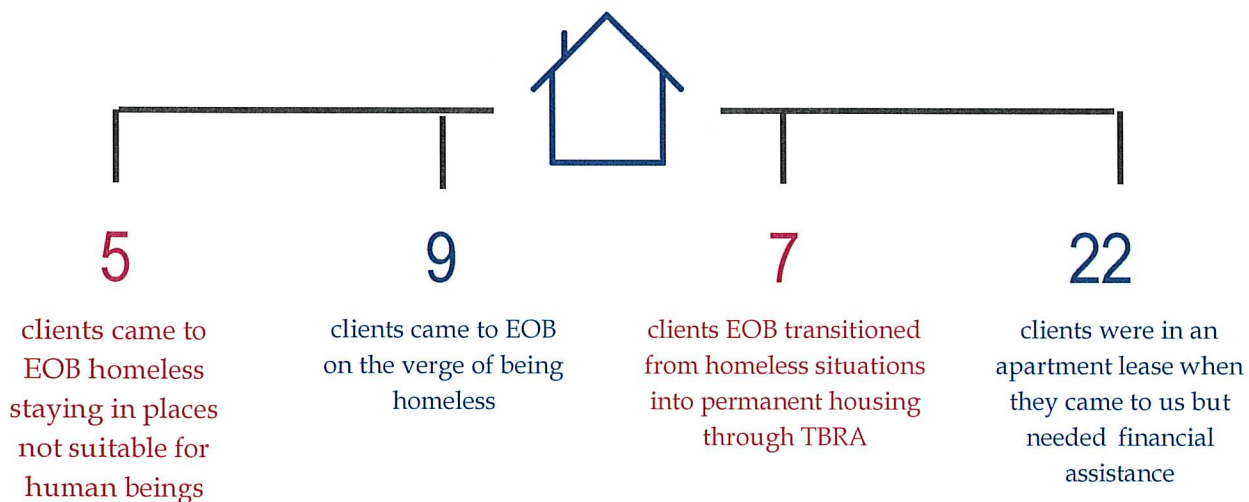 5
clients came to
EOB homeless
staying in places
not suitable for
human beings
9
clients came to EOB
on the verge of being
homeless
7
clients EOB transitioned
from homeless situations
into permanent housing
through TBRA
22
clients were in an
apartment lease when
they came to us but
needed financial
assistance